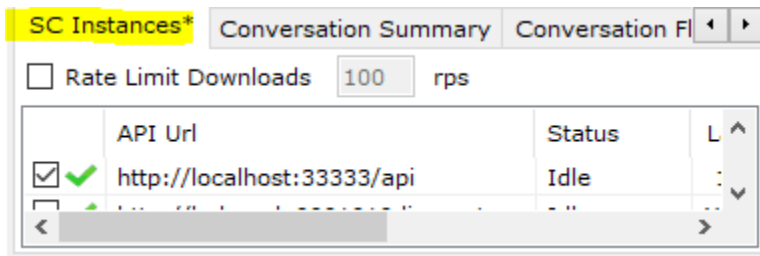 SC Instances* Conversation Summary Conversation Fl
Rate Limit Downloads 100 rps
API Url Status
http://localhost:33333/api Idle